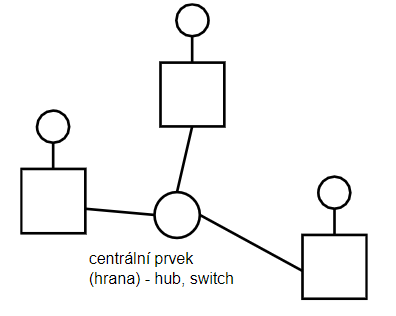 centrální prvek
(hrana) - hub, switch